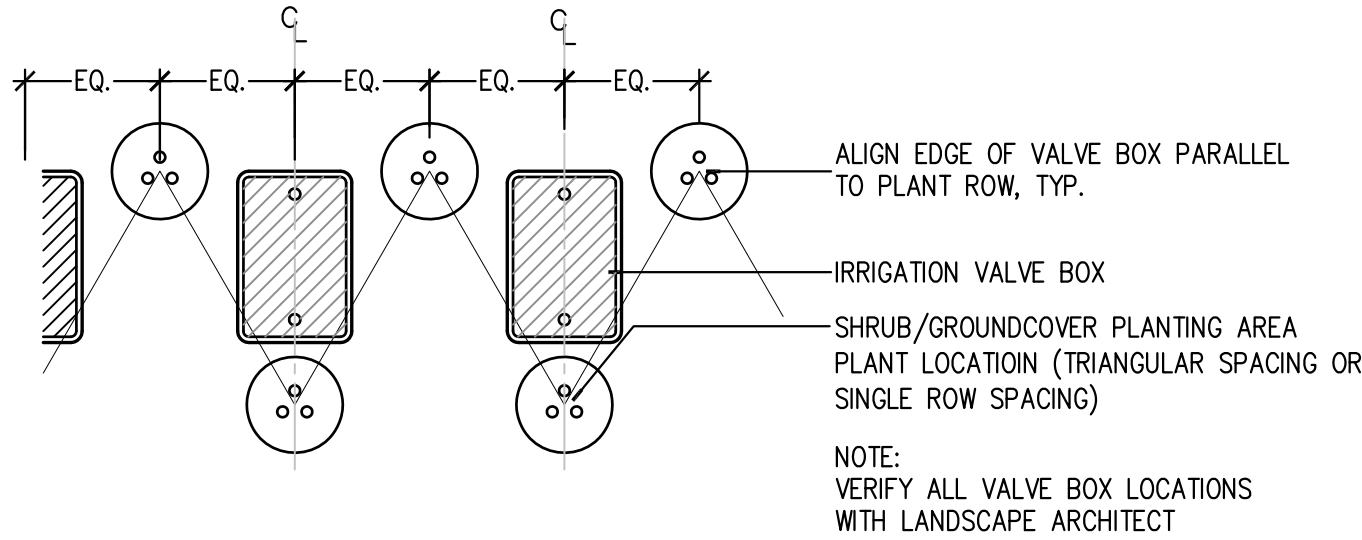 ℄ ℄
EQ. EQ. EQ. EQ. EQ.
ALIGN EDGE OF VALVE BOX PARALLEL
TO PLANT ROW, TYP.
IRRIGATION VALVE BOX
SHRUB/GROUNDCOVER PLANTING AREA
PLANT LOCATIOIN (TRIANGULAR SPACING OR
SINGLE ROW SPACING)
NOTE:
VERIFY ALL VALVE BOX LOCATIONS
WITH LANDSCAPE ARCHITECT